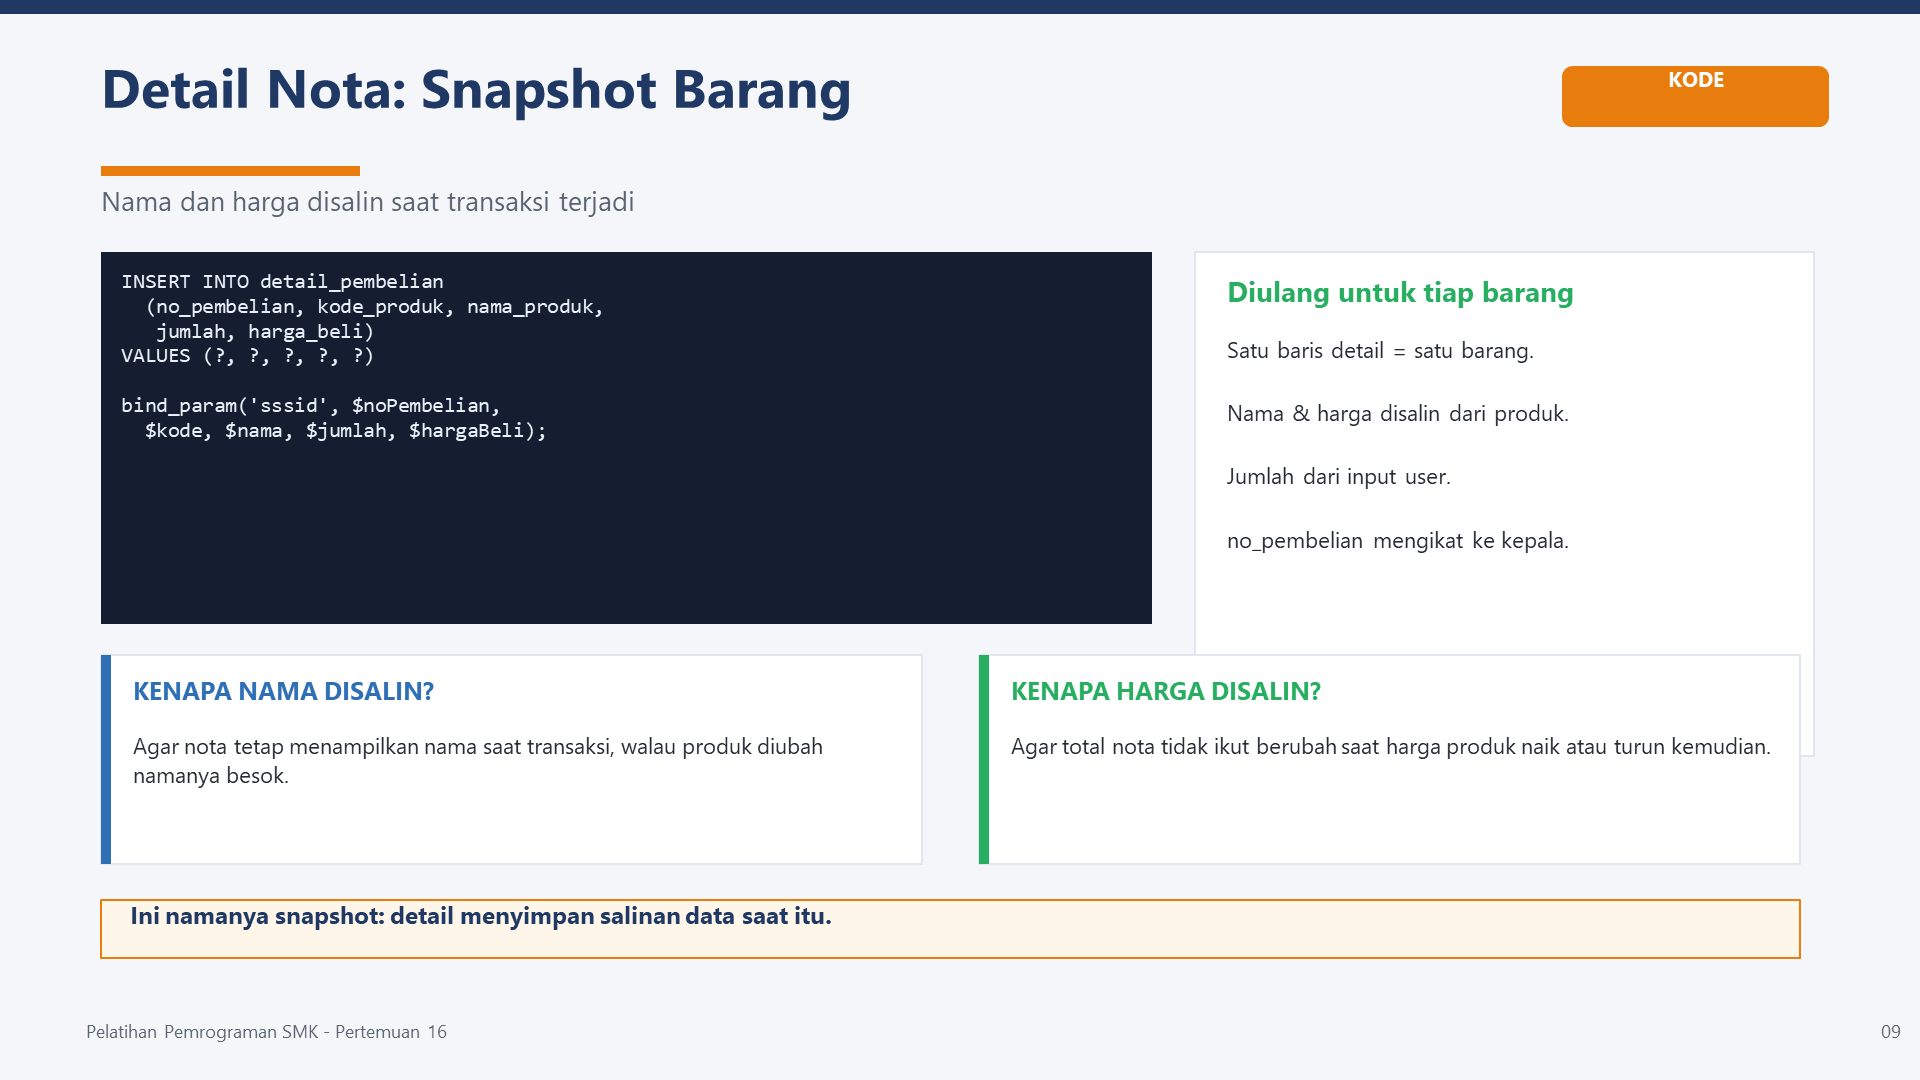 Detail Nota: Snapshot Barang
KODE
Nama dan harga disalin saat transaksi terjadi
INSERT INTO detail_pembelian
(no_pembelian, kode_produk, nama_produk,
jumlah, harga_beli)
VALUES (?, ?, ?, ?, ?)
bind_param('sssid', $noPembelian,
$kode, $nama, $jumlah, $hargaBeli);
Diulang untuk tiap barang
Satu baris detail = satu barang.
Nama & harga disalin dari produk.
Jumlah dari input user.
no_pembelian mengikat ke kepala.
KENAPA NAMA DISALIN?
Agar nota tetap menampilkan nama saat transaksi, walau produk diubah
namanya besok.
KENAPA HARGA DISALIN?
Agar total nota tidak ikut berubah saat harga produk naik atau turun kemudian.
Ini namanya snapshot: detail menyimpan salinan data saat itu.
Pelatihan Pemrograman SMK - Pertemuan 16
09